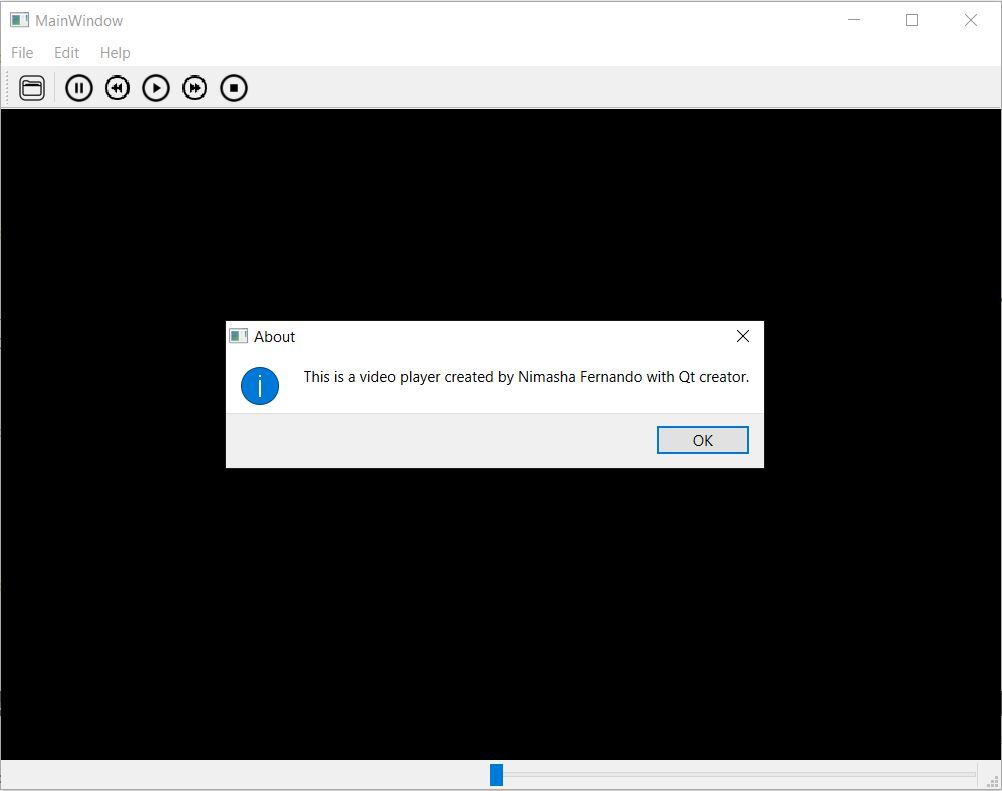 MainWindow
File Edit Help
About
This is a video player created by Nimasha Fernando with Qt creator.
OK